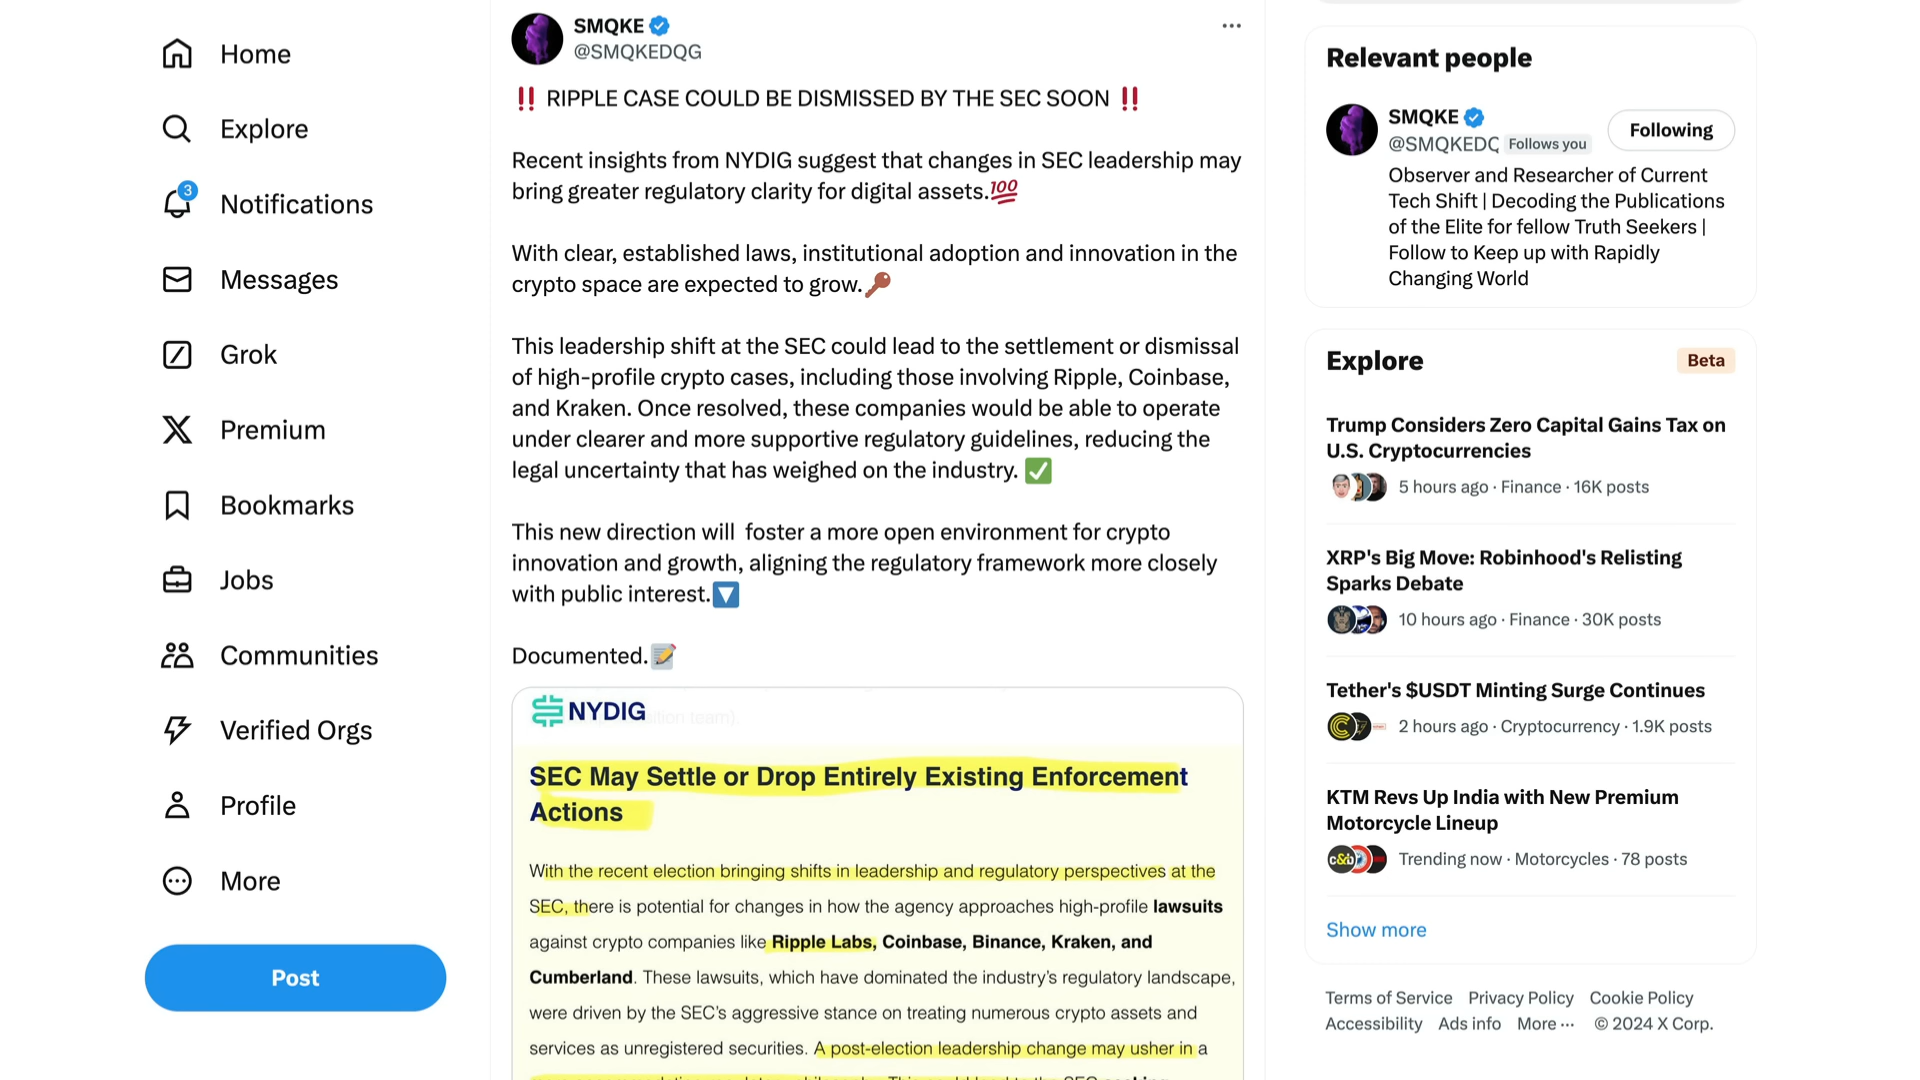 Home
Explore
3
Notifications
Messages
Grok
Premium
Bookmarks
Jobs
Communities
Verified Orgs
Profile
More
Post
SMQKE
@SMQKEDQG
‼️ RIPPLE CASE COULD BE DISMISSED BY THE SEC SOON ‼️
Recent insights from NYDIG suggest that changes in SEC leadership may
bring greater regulatory clarity for digital assets.💯
With clear, established laws, institutional adoption and innovation in the
crypto space are expected to grow.🔑
This leadership shift at the SEC could lead to the settlement or dismissal
of high-profile crypto cases, including those involving Ripple, Coinbase,
and Kraken. Once resolved, these companies would be able to operate
under clearer and more supportive regulatory guidelines, reducing the
legal uncertainty that has weighed on the industry. ✅
This new direction will  foster a more open environment for crypto
innovation and growth, aligning the regulatory framework more closely
with public interest.🔽
Documented.📝
NYDIG
SEC May Settle or Drop Entirely Existing Enforcement
Actions
With the recent election bringing shifts in leadership and regulatory perspectives at the
SEC, there is potential for changes in how the agency approaches high-profile lawsuits
against crypto companies like Ripple Labs, Coinbase, Binance, Kraken, and
Cumberland. These lawsuits, which have dominated the industry's regulatory landscape,
were driven by the SEC's aggressive stance on treating numerous crypto assets and
services as unregistered securities. A post-election leadership change may usher in a
Relevant people
SMQKE
@SMQKEDQ Follows you
Following
Observer and Researcher of Current
Tech Shift | Decoding the Publications
of the Elite for fellow Truth Seekers |
Follow to Keep up with Rapidly
Changing World
Explore
Beta
Trump Considers Zero Capital Gains Tax on
U.S. Cryptocurrencies
5 hours ago · Finance · 16K posts
XRP's Big Move: Robinhood's Relisting
Sparks Debate
10 hours ago · Finance · 30K posts
Tether's $USDT Minting Surge Continues
2 hours ago · Cryptocurrency · 1.9K posts
KTM Revs Up India with New Premium
Motorcycle Lineup
c&b
Trending now · Motorcycles · 78 posts
Show more
Terms of Service Privacy Policy Cookie Policy
Accessibility Ads info More ··· © 2024 X Corp.